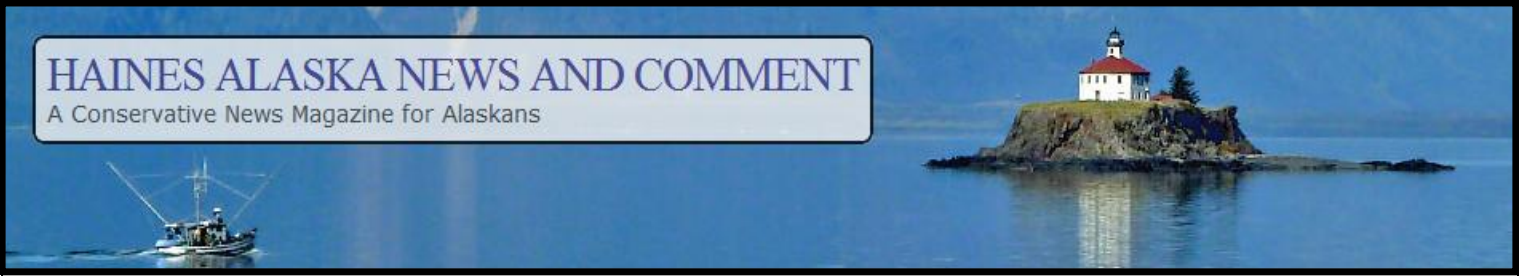 HAINES ALASKA NEWS AND COMMENT
A Conservative News Magazine for Alaskans